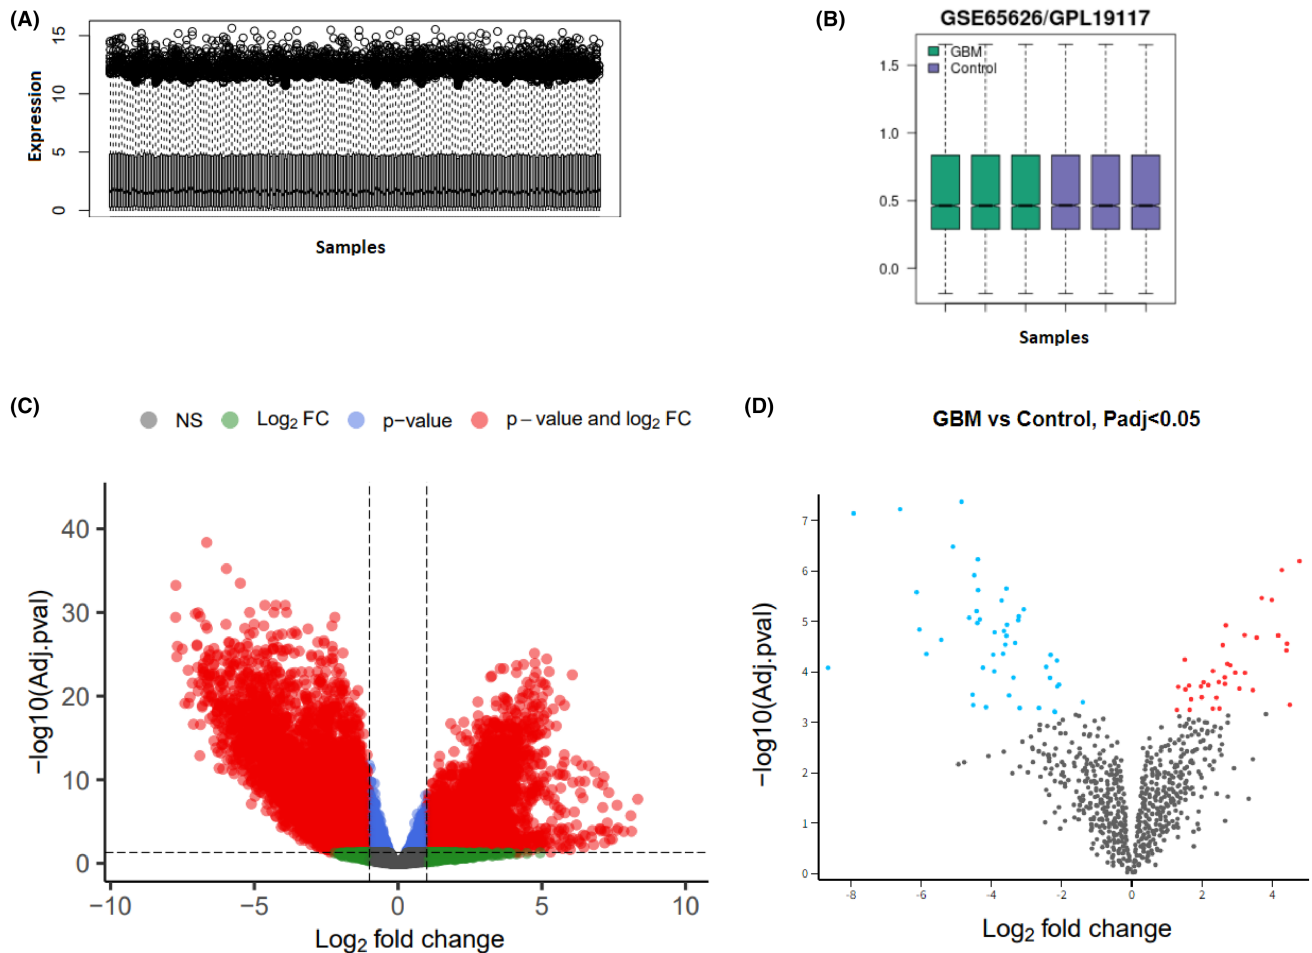 (A)
15
10
5
0
Expression
Samples
(B)
GSE65626/GPL19117
GBM
Control
1.5
1.0
0.5
0.0
Samples
(C)
NS
Log2 FC
p−value
p − value and log2 FC
40
30
20
10
0
−log10(Adj.pval)
−10
−5
0
5
10
Log2 fold change
(D)
GBM vs Control, Padj<0.05
7
6
5
4
3
2
1
0
−log10(Adj.pval)
-8
-6
-4
-2
0
2
4
Log2 fold change